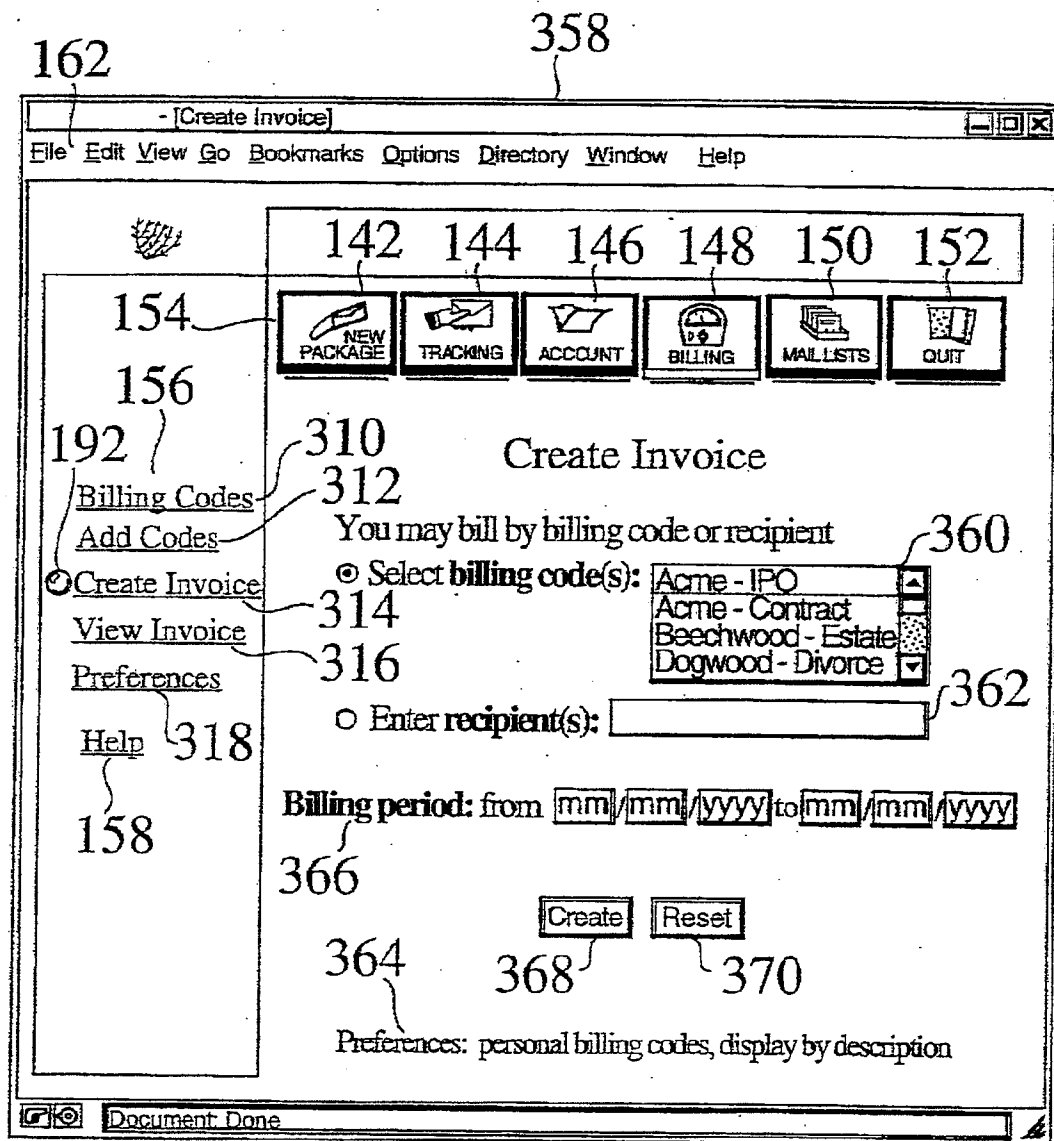 358
162
- [Create Invoice]
File Edit View Go Bookmarks Options Directory Window Help
142 144 146 148 150 152
154
NEW PACKAGE TRACKING ACCCUNT BILLING MAIL LISTS QUIT
156
192
310
Create Invoice
Billing Codes
312
You may bill by billing code or recipient
Add Codes
360
Select billing code(s): Acme - IPO
Create Invoice
Acme - Contract
314
View Invoice
Beechwood - Estate
316
Dogwood - Divorce
Preferences
362
Enter recipient(s):
Help
318
Billing period: from mm/mm/yyyy to mm/mm/yyyy
158
366
Create Reset
364
368 370
Preferences: personal billing codes, display by description
Document: Done